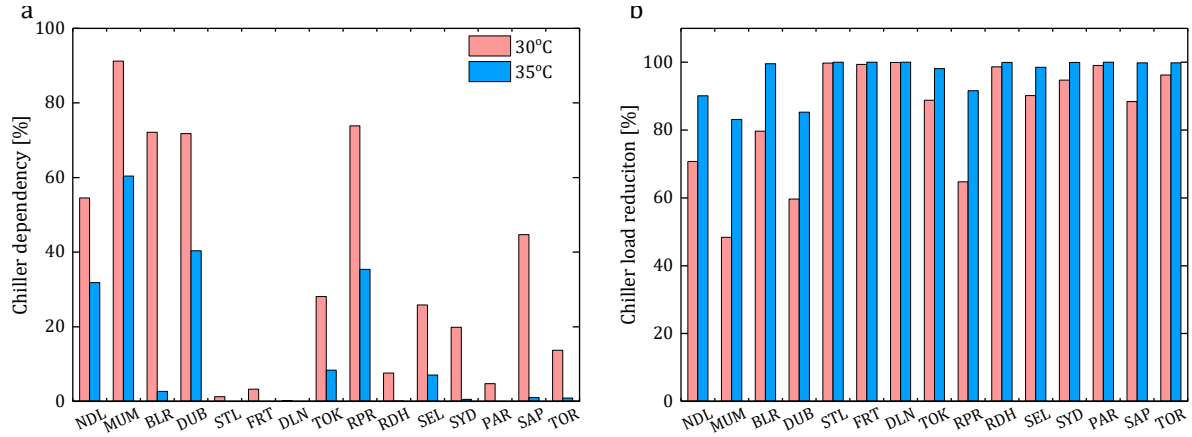 a
Chiller dependency [%]
100
80
60
40
20
0
30°C
35°C
NDL MUM BLR DUB STL FRT DLN TOK RPR RDH SEL SYD PAR SAP TOR
b
Chiller load reduciton [%]
100
80
60
40
20
0
NDL MUM BLR DUB STL FRT DLN TOK RPR RDH SEL SYD PAR SAP TOR